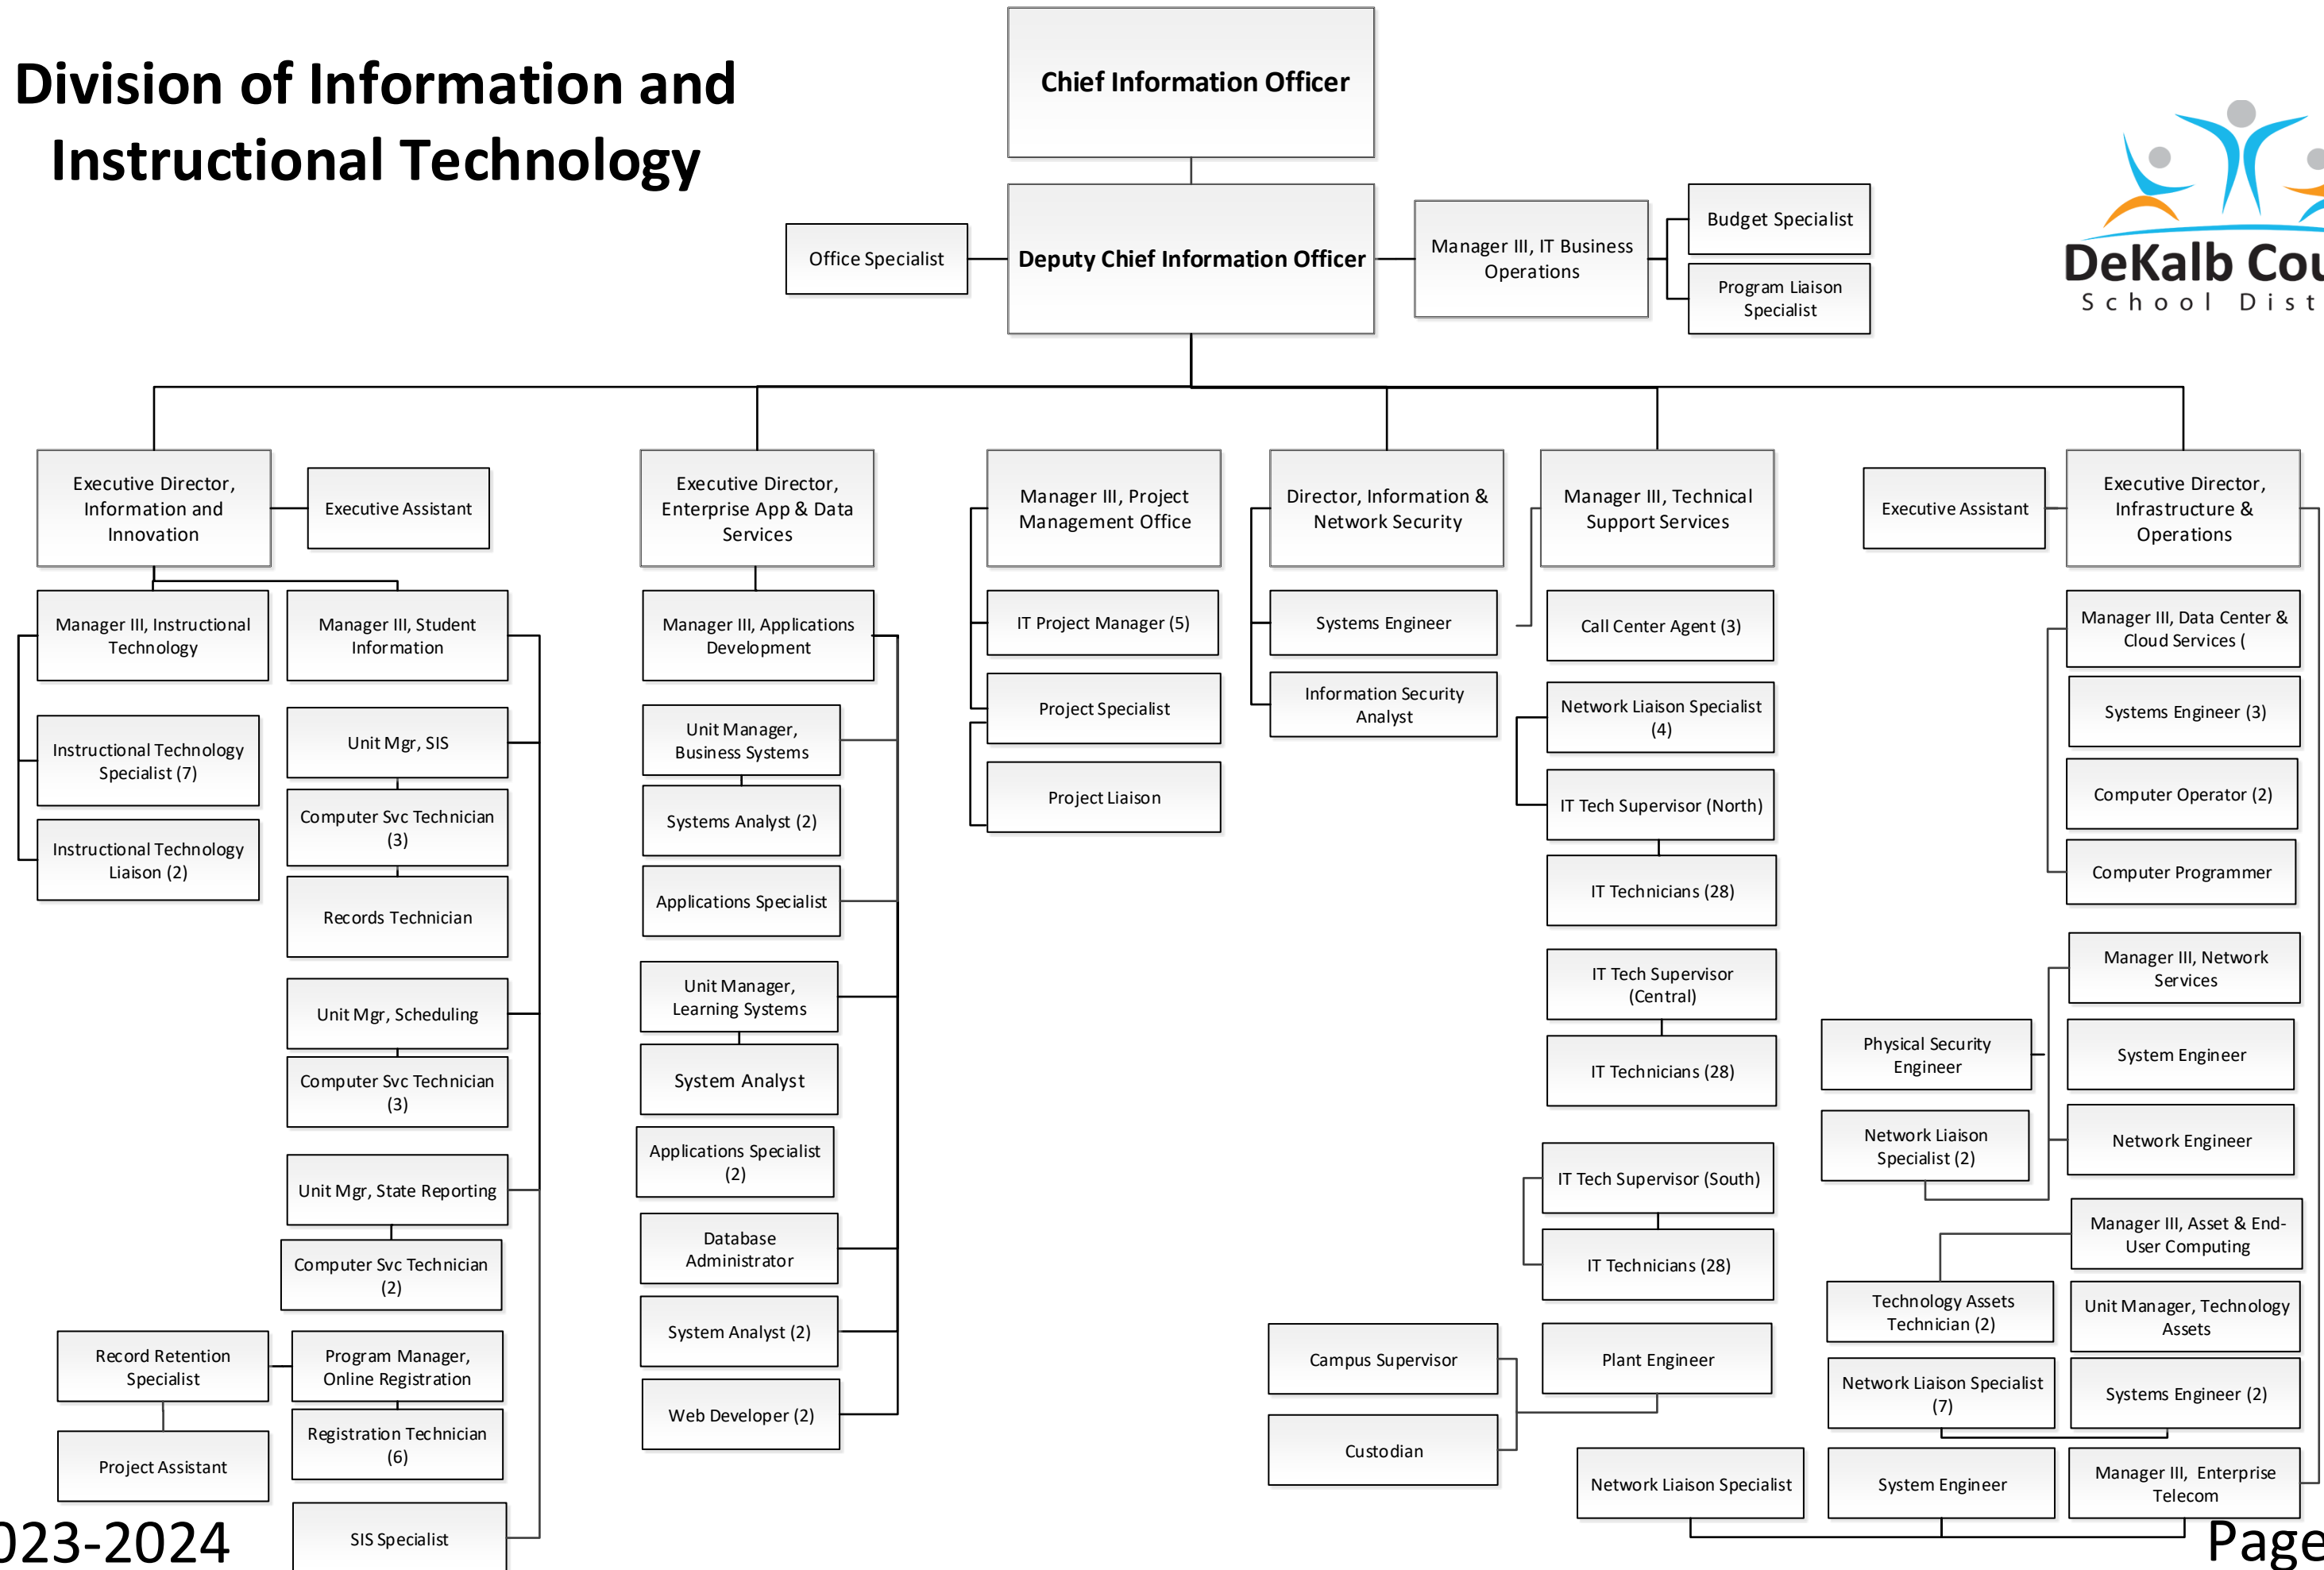 Division of Information and
Instructional Technology
Chief Information Officer
Deputy Chief Information Officer
Office Specialist
Manager III, IT Business
Operations
Budget Specialist
Program Liaison
Specialist
DeKalb Cou
School Dist
Executive Director,
Information and
Innovation
Executive Assistant
Manager III, Instructional
Technology
Instructional Technology
Specialist (7)
Instructional Technology
Liaison (2)
Manager III, Student
Information
Unit Mgr, SIS
Computer Svc Technician
(3)
Records Technician
Unit Mgr, Scheduling
Computer Svc Technician
(3)
Unit Mgr, State Reporting
Computer Svc Technician
(2)
Record Retention
Specialist
Project Assistant
Program Manager,
Online Registration
Registration Technician
(6)
SIS Specialist
Executive Director,
Enterprise App & Data
Services
Manager III, Applications
Development
Unit Manager,
Business Systems
Systems Analyst (2)
Applications Specialist
Unit Manager,
Learning Systems
System Analyst
Applications Specialist
(2)
Database
Administrator
System Analyst (2)
Web Developer (2)
Manager III, Project
Management Office
IT Project Manager (5)
Project Specialist
Project Liaison
Director, Information &
Network Security
Systems Engineer
Information Security
Analyst
Manager III, Technical
Support Services
Call Center Agent (3)
Network Liaison Specialist
(4)
IT Tech Supervisor (North)
IT Technicians (28)
IT Tech Supervisor
(Central)
IT Technicians (28)
IT Tech Supervisor (South)
IT Technicians (28)
Plant Engineer
Campus Supervisor
Custodian
Executive Assistant
Executive Director,
Infrastructure &
Operations
Manager III, Data Center &
Cloud Services (
Systems Engineer (3)
Computer Operator (2)
Computer Programmer
Manager III, Network
Services
Physical Security
Engineer
System Engineer
Network Liaison
Specialist (2)
Network Engineer
Manager III, Asset & End-
User Computing
Technology Assets
Technician (2)
Unit Manager, Technology
Assets
Network Liaison Specialist
(7)
Systems Engineer (2)
Network Liaison Specialist
System Engineer
Manager III, Enterprise
Telecom
023-2024
Page